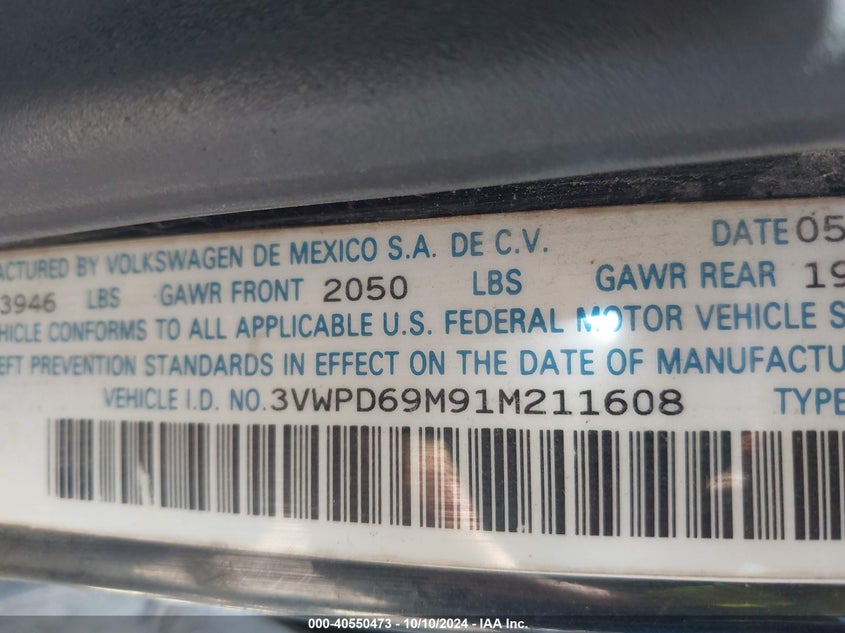 ACTURED BY VOLKSWAGEN DE MEXICO S.A. DE C.V. DATE 05
3946 LBS GAWR FRONT 2050 LBS GAWR REAR 19
HICLE CONFORMS TO ALL APPLICABLE U.S. FEDERAL MOTOR VEHICLE S
EFT PREVENTION STANDARDS IN EFFECT ON THE DATE OF MANUFACTU
VEHICLE I.D. NO. 3VWPD69M91M211608 TYPE
000-40550473 - 10/10/2024 - IAA Inc.